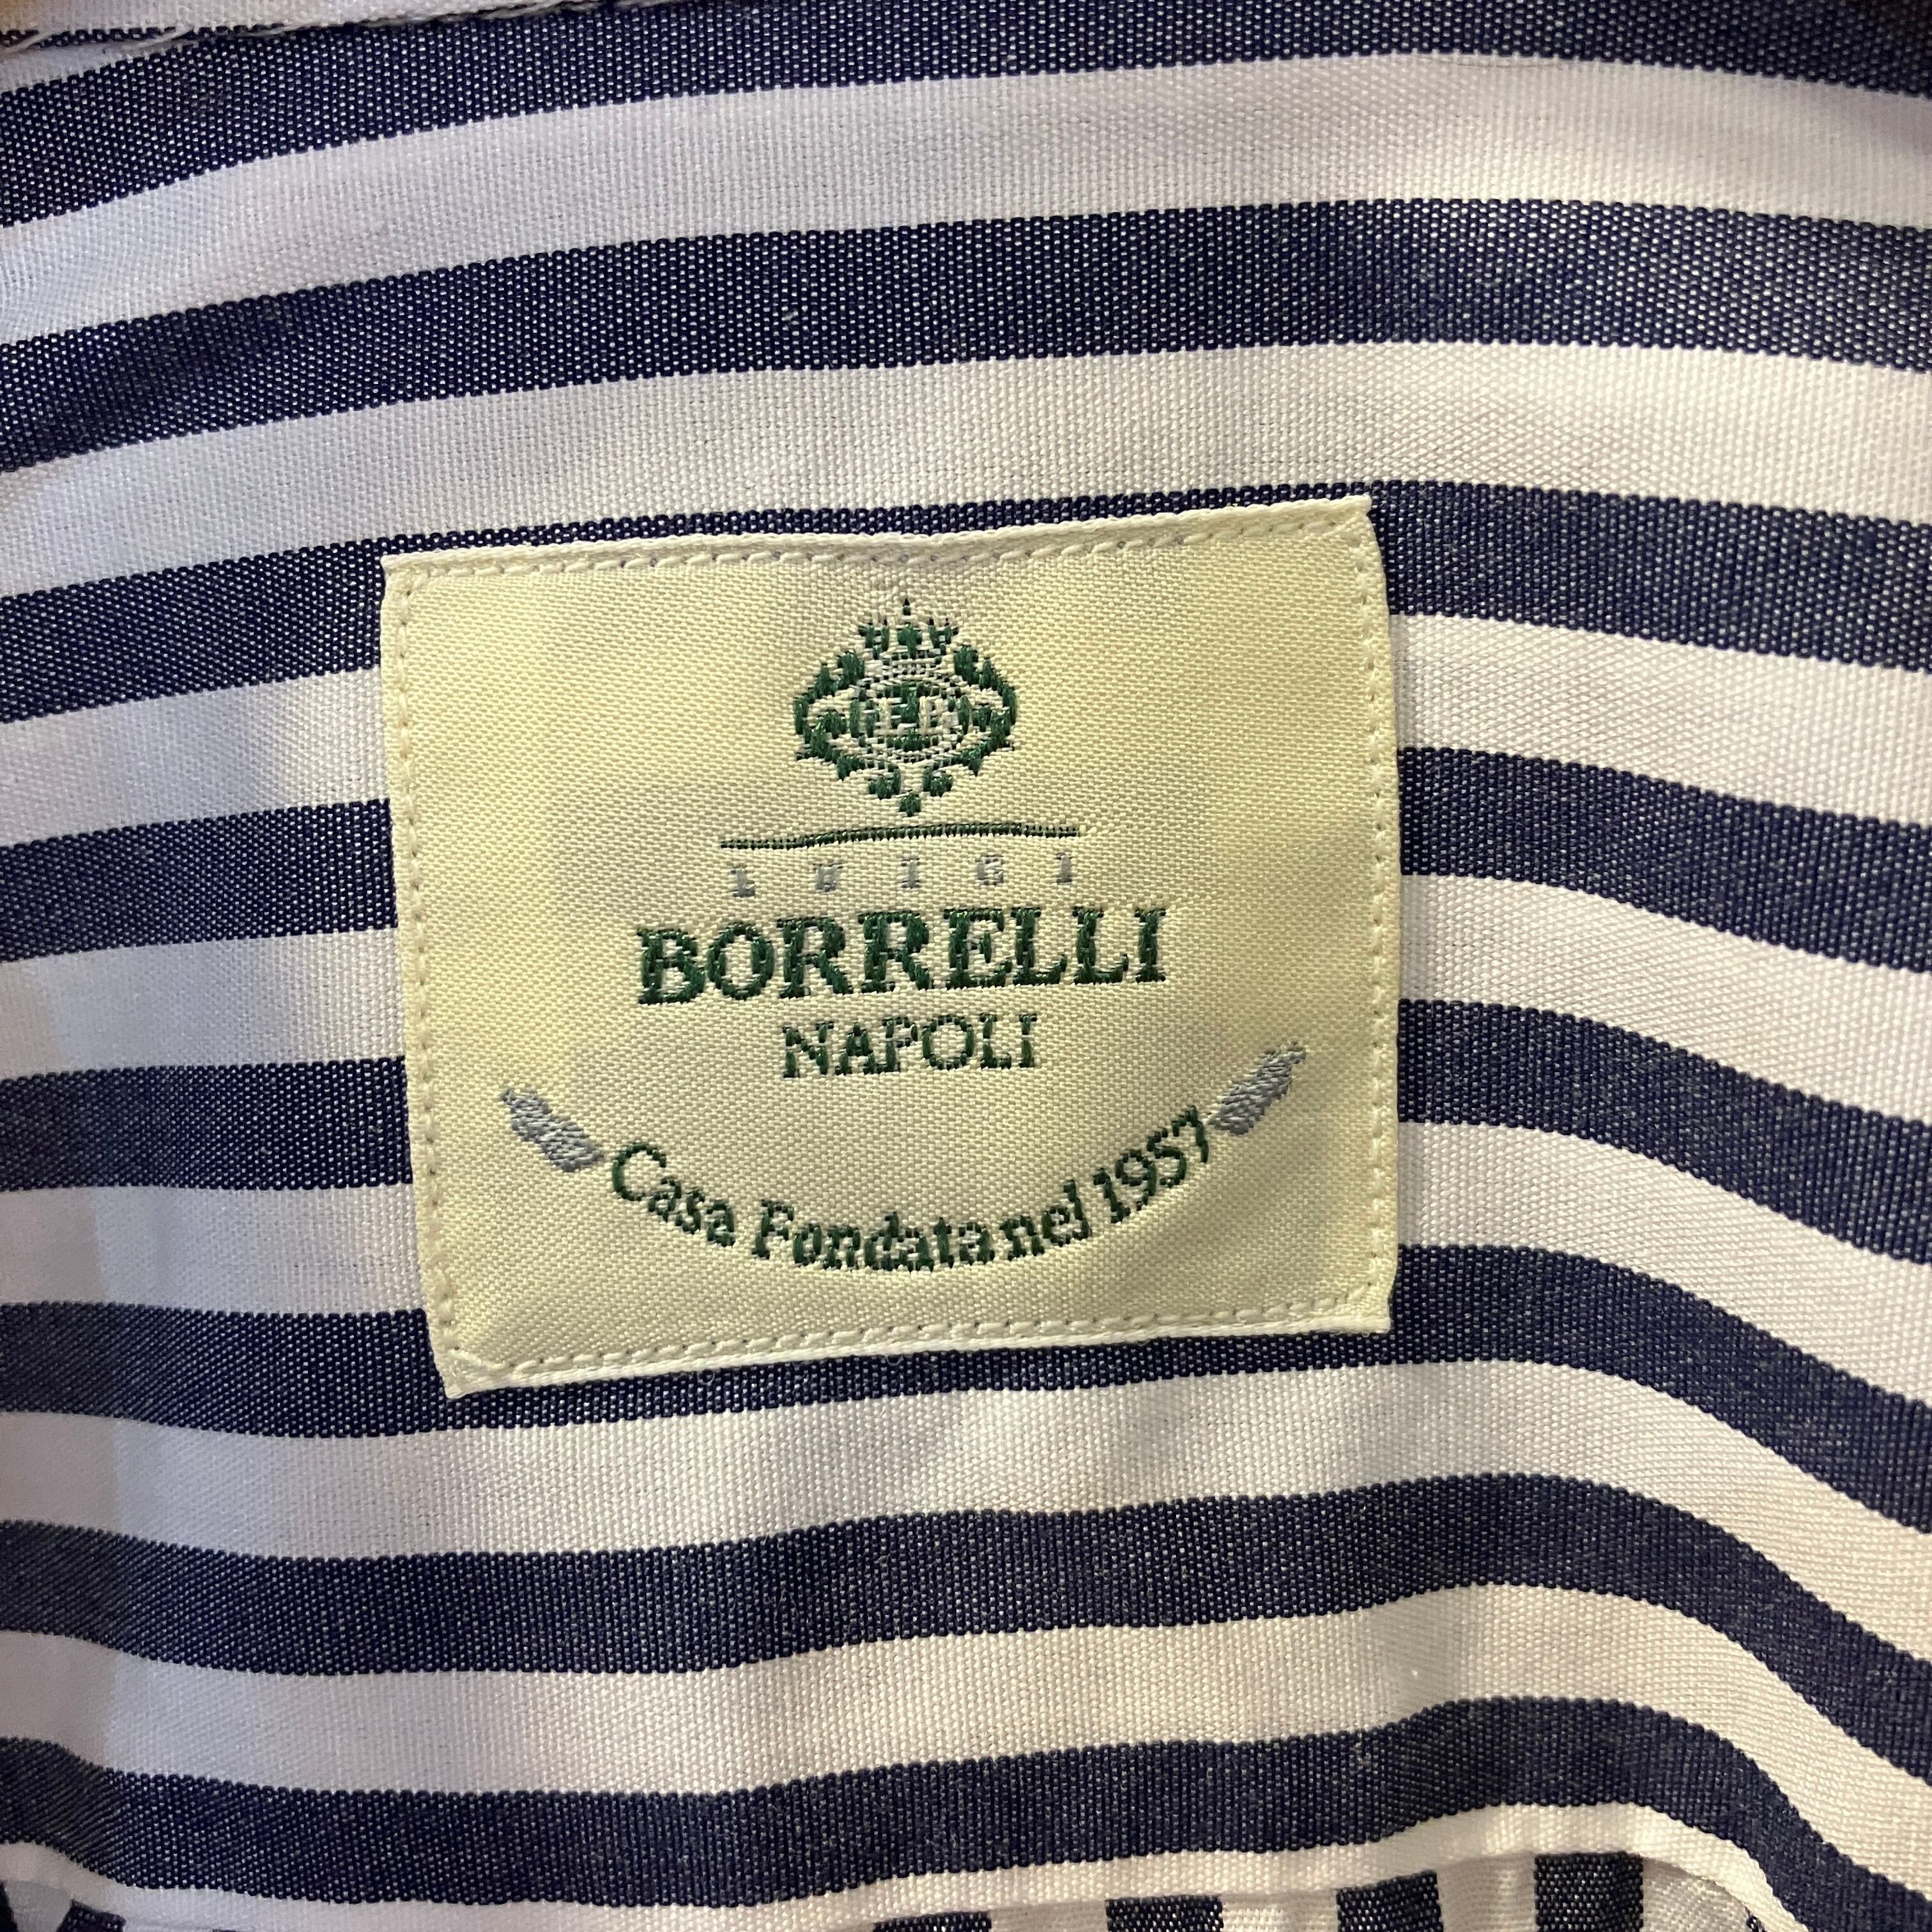 LUIGI
BORRELLI
NAPOLI
Casa Fondata nel 1957